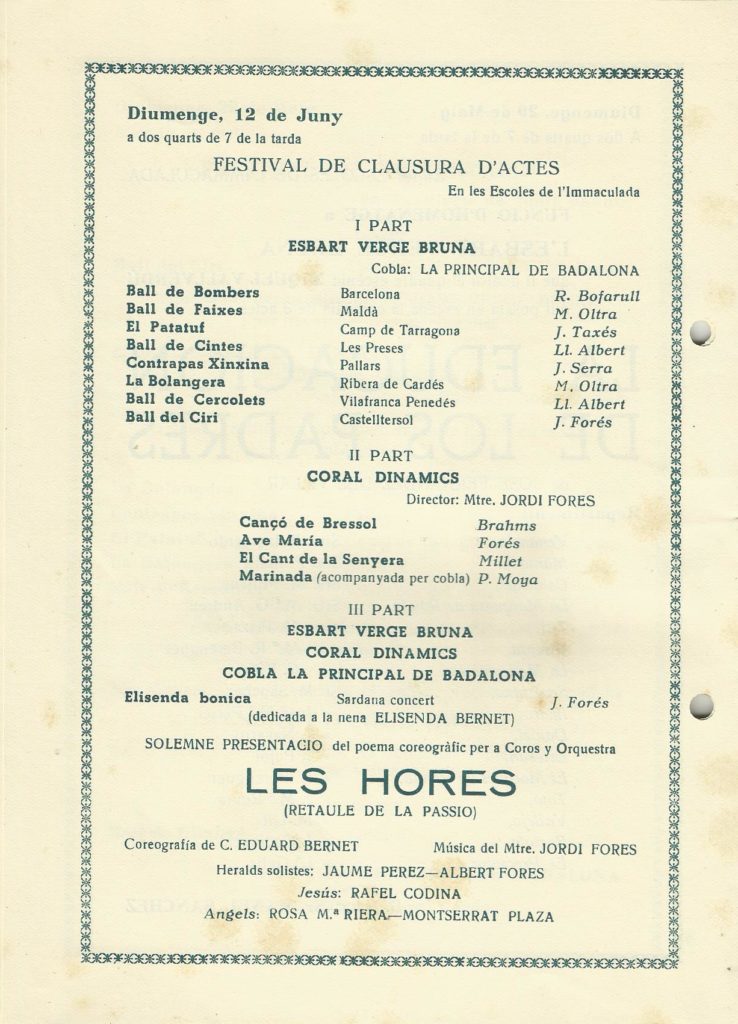 Diumenge, 12 de Juny
a dos quarts de 7 de la tarda
FESTIVAL DE CLAUSURA D'ACTES
En les Escoles de l'Immaculada
I PART
ESBART VERGE BRUNA
Cobla: LA PRINCIPAL DE BADALONA
Ball de Bombers Barcelona R. Bofarull
Ball de Faixes Maldà M. Oltra
El Patatuf Camp de Tarragona J. Taxés
Ball de Cintes Les Preses Ll. Albert
Contrapas Xinxina Pallars J. Serra
La Bolangera Ribera de Cardés M. Oltra
Ball de Cercolets Vilafranca Penedés Ll. Albert
Ball del Ciri Castelltersol J. Forés
II PART
CORAL DINAMICS
Director: Mtre. JORDI FORES
Cançó de Bressol Brahms
Ave María Forés
El Cant de la Senyera Millet
Marinada (acompanyada per cobla) P. Moya
III PART
ESBART VERGE BRUNA
CORAL DINAMICS
COBLA LA PRINCIPAL DE BADALONA
Elisenda bonica Sardana concert J. Forés
(dedicada a la nena ELISENDA BERNET)
SOLEMNE PRESENTACIO del poema coreogràfic per a Coros y Orquestra
LES HORES
(RETAULE DE LA PASSIO)
Coreografía de C. EDUARD BERNET Música del Mtre. JORDI FORES
Heralds solistes: JAUME PEREZ—ALBERT FORES
Jesús: RAFEL CODINA
Angels: ROSA M.ª RIERA—MONTSERRAT PLAZA